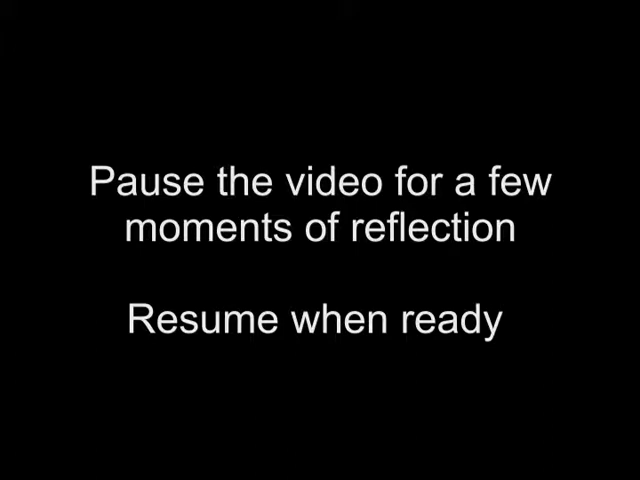 Pause the video for a few
moments of reflection
Resume when ready